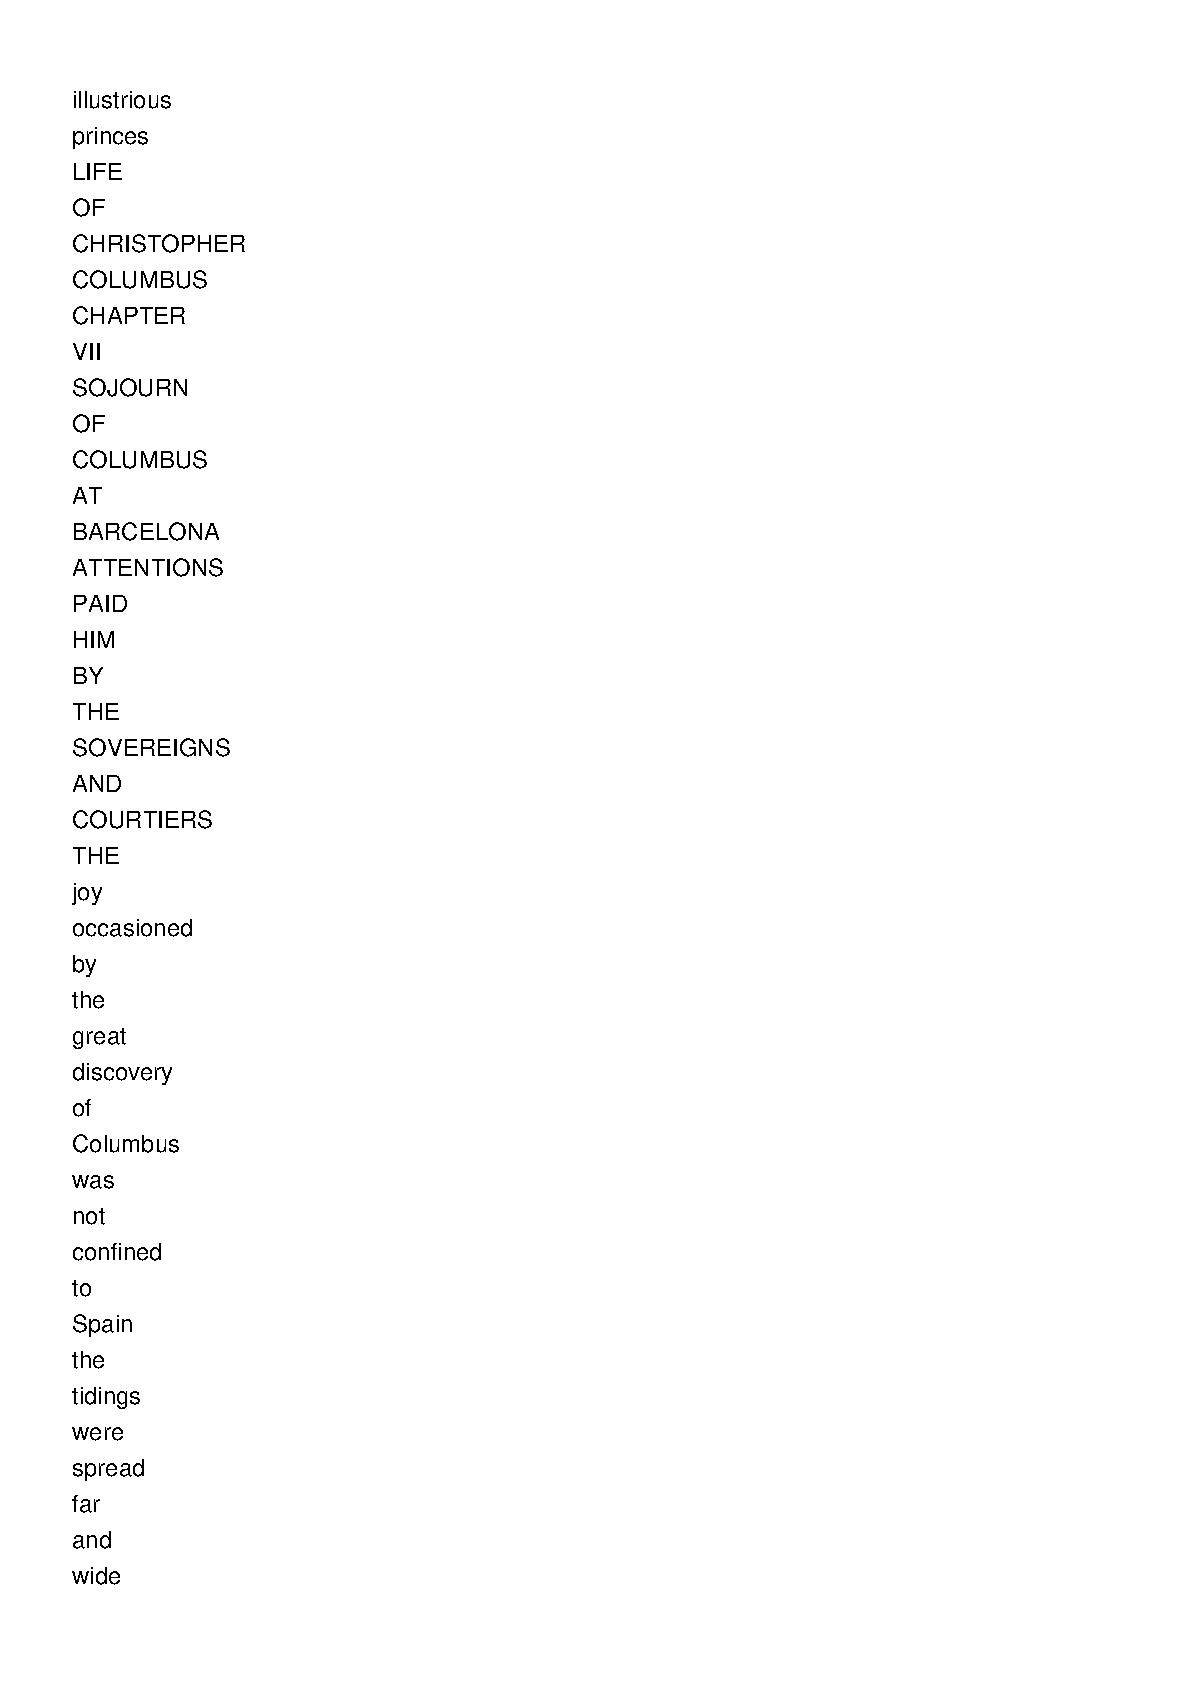 illustrious
princes
LIFE
OF
CHRISTOPHER
COLUMBUS
CHAPTER
VII
SOJOURN
OF
COLUMBUS
AT
BARCELONA
ATTENTIONS
PAID
HIM
BY
THE
SOVEREIGNS
AND
COURTIERS
THE
joy
occasioned
by
the
great
discovery
of
Columbus
was
not
confined
to
Spain
the
tidings
were
spread
far
and
wide